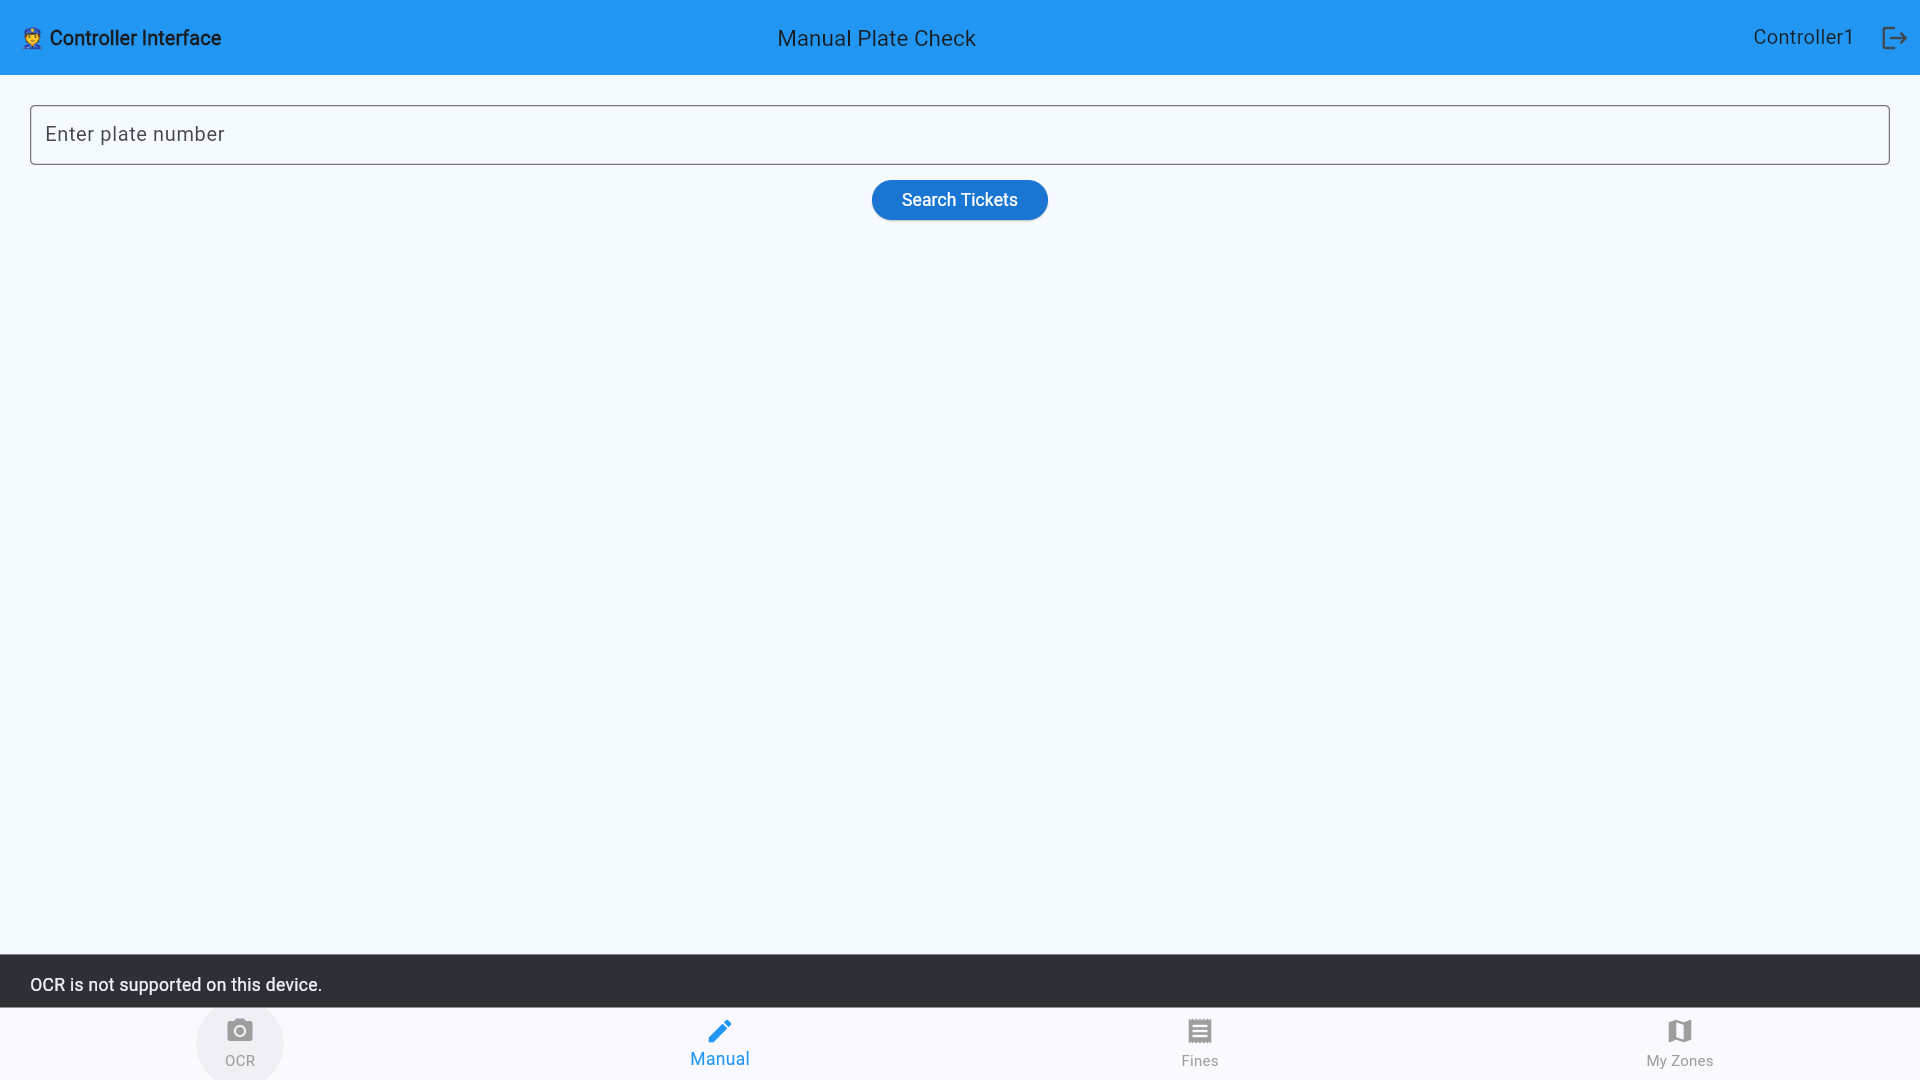 Controller Interface
Manual Plate Check
Controller1
Enter plate number
Search Tickets
OCR is not supported on this device.
OCR
Manual
Fines
My Zones